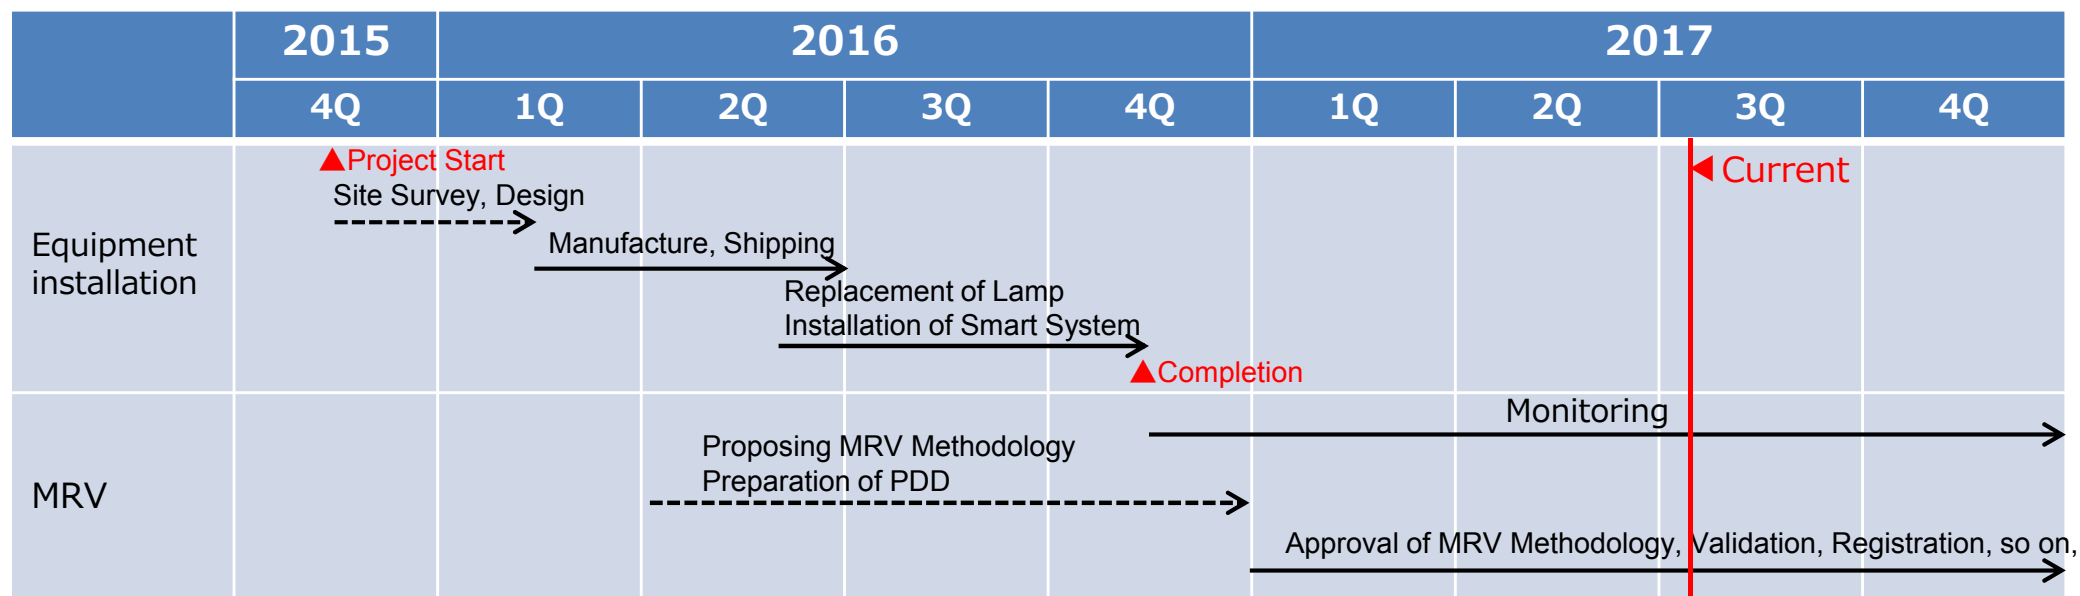 2015 2016 2017
4Q 1Q 2Q 3Q 4Q 1Q 2Q 3Q 4Q
Equipment
installation
▲Project Start
Site Survey, Design
Manufacture, Shipping
Replacement of Lamp
Installation of Smart System
▲Completion
◀Current
MRV
Monitoring
Proposing MRV Methodology
Preparation of PDD
Approval of MRV Methodology, Validation, Registration, so on,